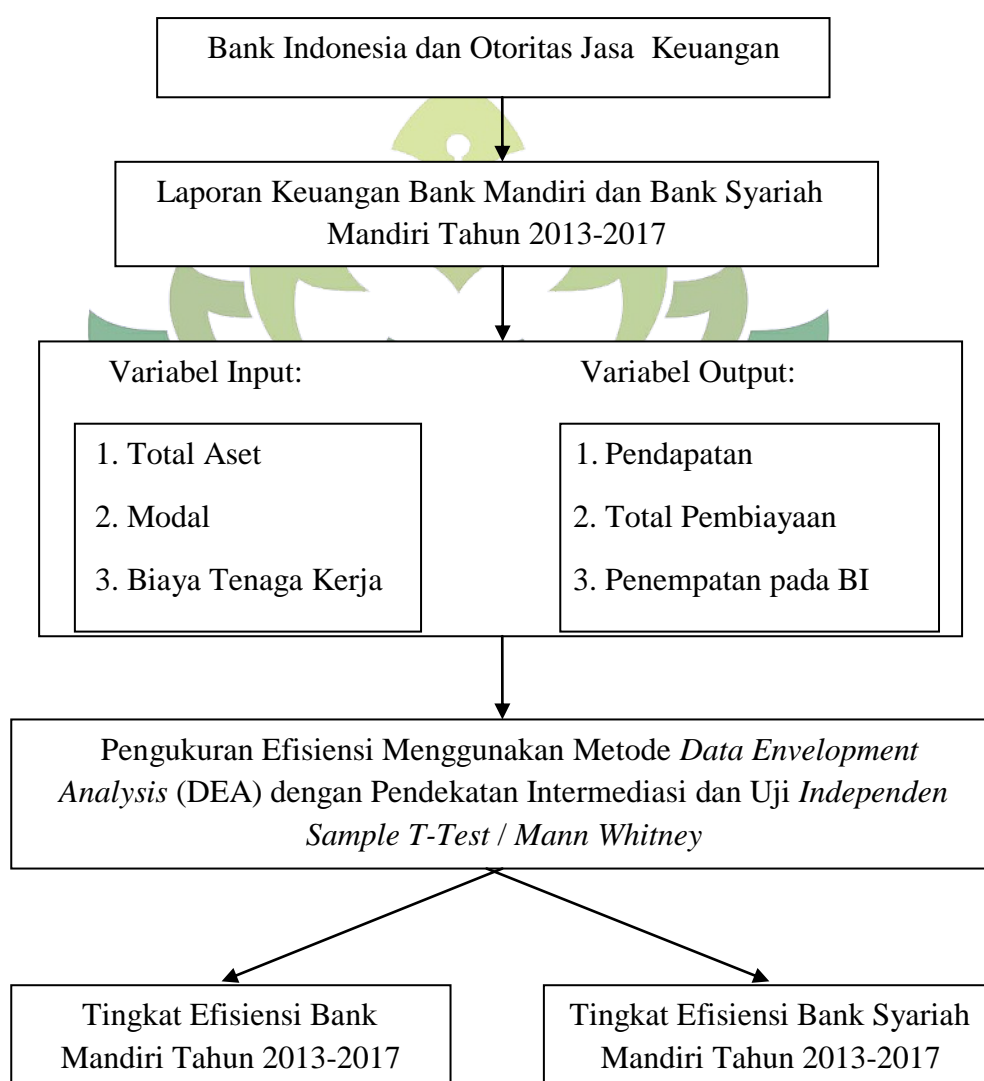 Bank Indonesia dan Otoritas Jasa Keuangan
Laporan Keuangan Bank Mandiri dan Bank Syariah
Mandiri Tahun 2013-2017
Variabel Input:
1. Total Aset
2. Modal
3. Biaya Tenaga Kerja
Variabel Output:
1. Pendapatan
2. Total Pembiayaan
3. Penempatan pada BI
Pengukuran Efisiensi Menggunakan Metode Data Envelopment
Analysis (DEA) dengan Pendekatan Intermediasi dan Uji Independen
Sample T-Test / Mann Whitney
Tingkat Efisiensi Bank
Mandiri Tahun 2013-2017
Tingkat Efisiensi Bank Syariah
Mandiri Tahun 2013-2017